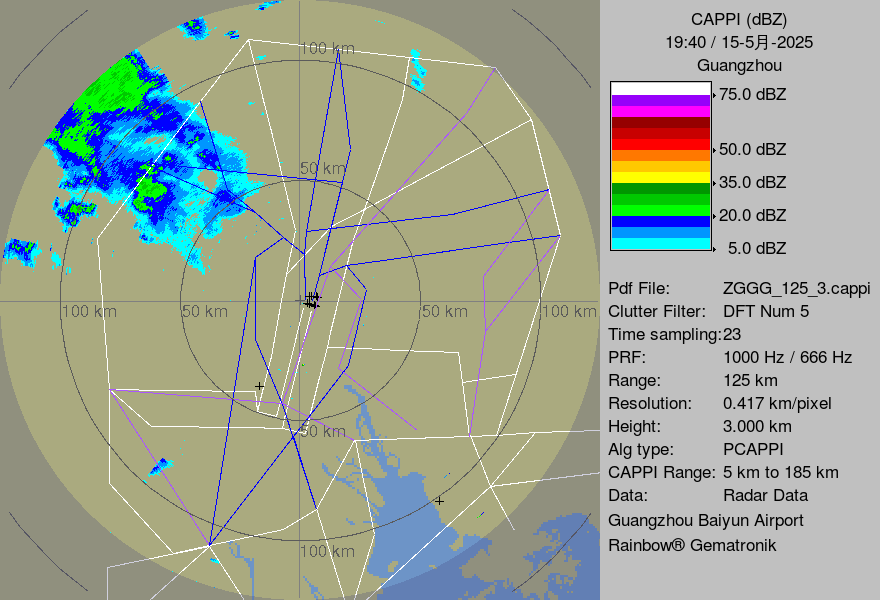 CAPPI (dBZ)
19:40 / 15-5月-2025
Guangzhou
75.0 dBZ
50.0 dBZ
35.0 dBZ
20.0 dBZ
5.0 dBZ
Pdf File: ZGGG_125_3.cappi
Clutter Filter: DFT Num 5
Time sampling:23
PRF: 1000 Hz / 666 Hz
Range: 125 km
Resolution: 0.417 km/pixel
Height: 3.000 km
Alg type: PCAPPI
CAPPI Range: 5 km to 185 km
Data: Radar Data
Guangzhou Baiyun Airport
Rainbow® Gematronik
100 km
50 km
100 km
50 km
50 km
100 km
50 km
100 km